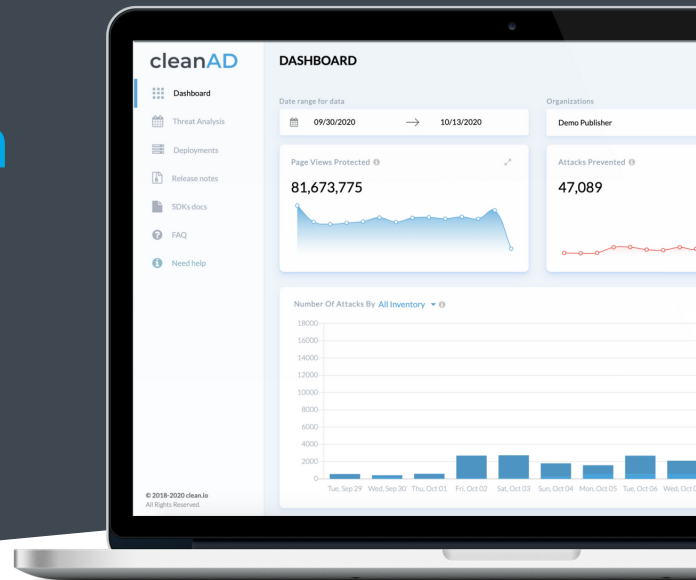 cleanAD
DASHBOARD
Dashboard
Date range for data
Organizations
Threat Analysis
09/30/2020 → 10/13/2020
Demo Publisher
Deployments
Page Views Protected
Attacks Prevented
Release notes
81,673,775
47,089
SDKs docs
FAQ
Need help
Number Of Attacks By All Inventory
18000
16000
14000
12000
10000
8000
6000
4000
2000
0
Tue, Sep 29 Wed, Sep 30 Thu, Oct 01 Fri, Oct 02 Sat, Oct 03 Sun, Oct 04 Mon, Oct 05 Tue, Oct 06 Wed, Oct
© 2018-2020 clean.io
All Rights Reserved.